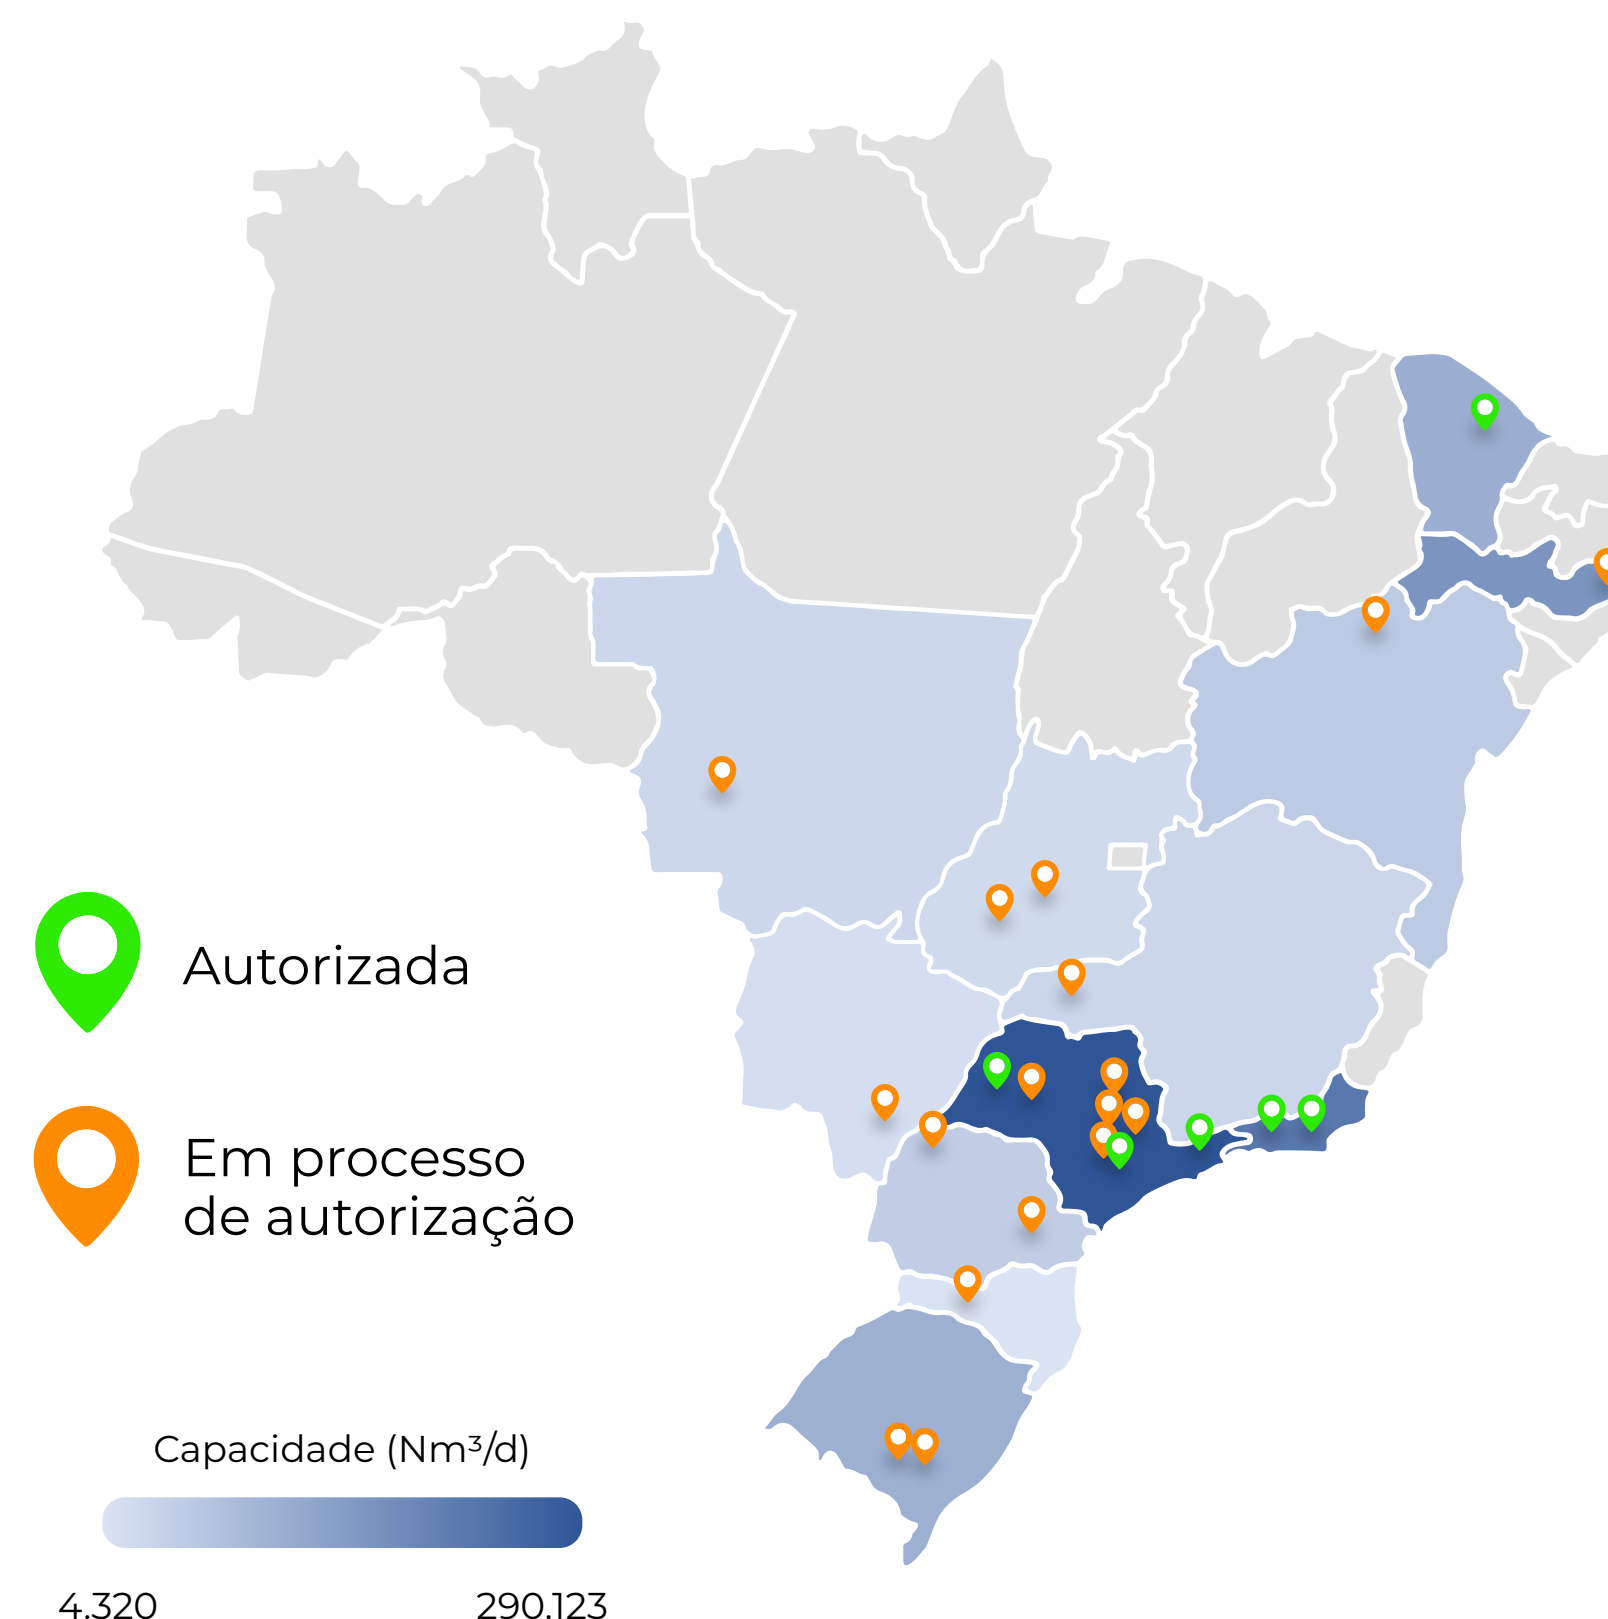 Autorizada
Em processo
de autorização
Capacidade (Nm³/d)
4.320
290.123